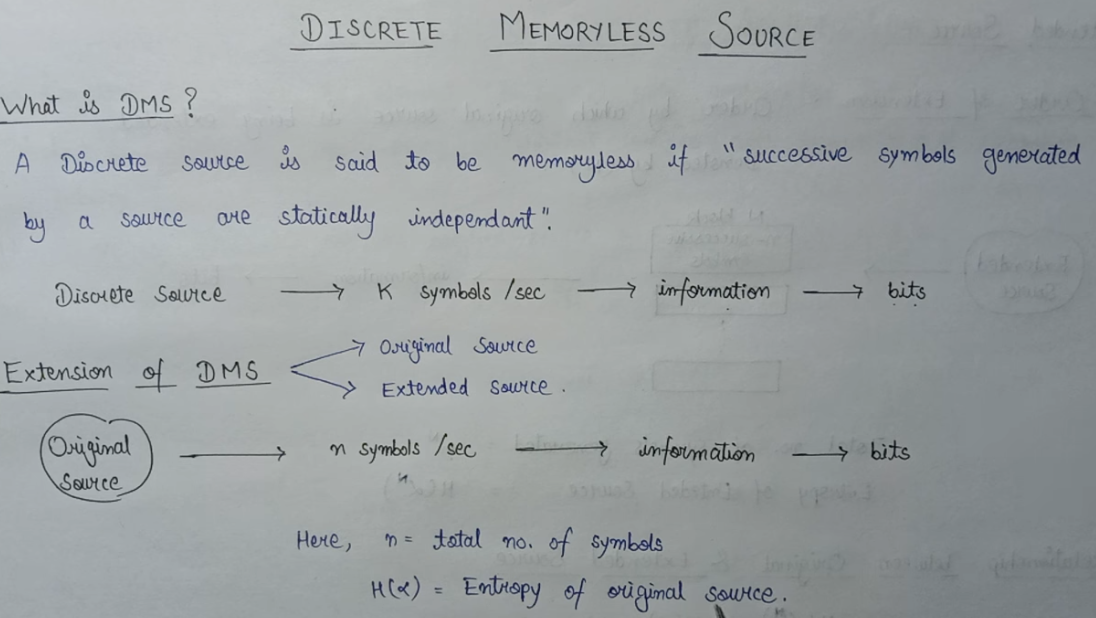 DISCRETE MEMORYLESS SOURCE
What is DMS?
A Discrete source is said to be memoryless if "successive symbols generated
by a source are statically independant".
Discrete Source → K symbols /sec → information → bits
Extension of DMS → Original Source
→ Extended Source.
Original Source → n symbols /sec → information → bits
Here, n = total no. of symbols
H(α) = Entropy of original source.